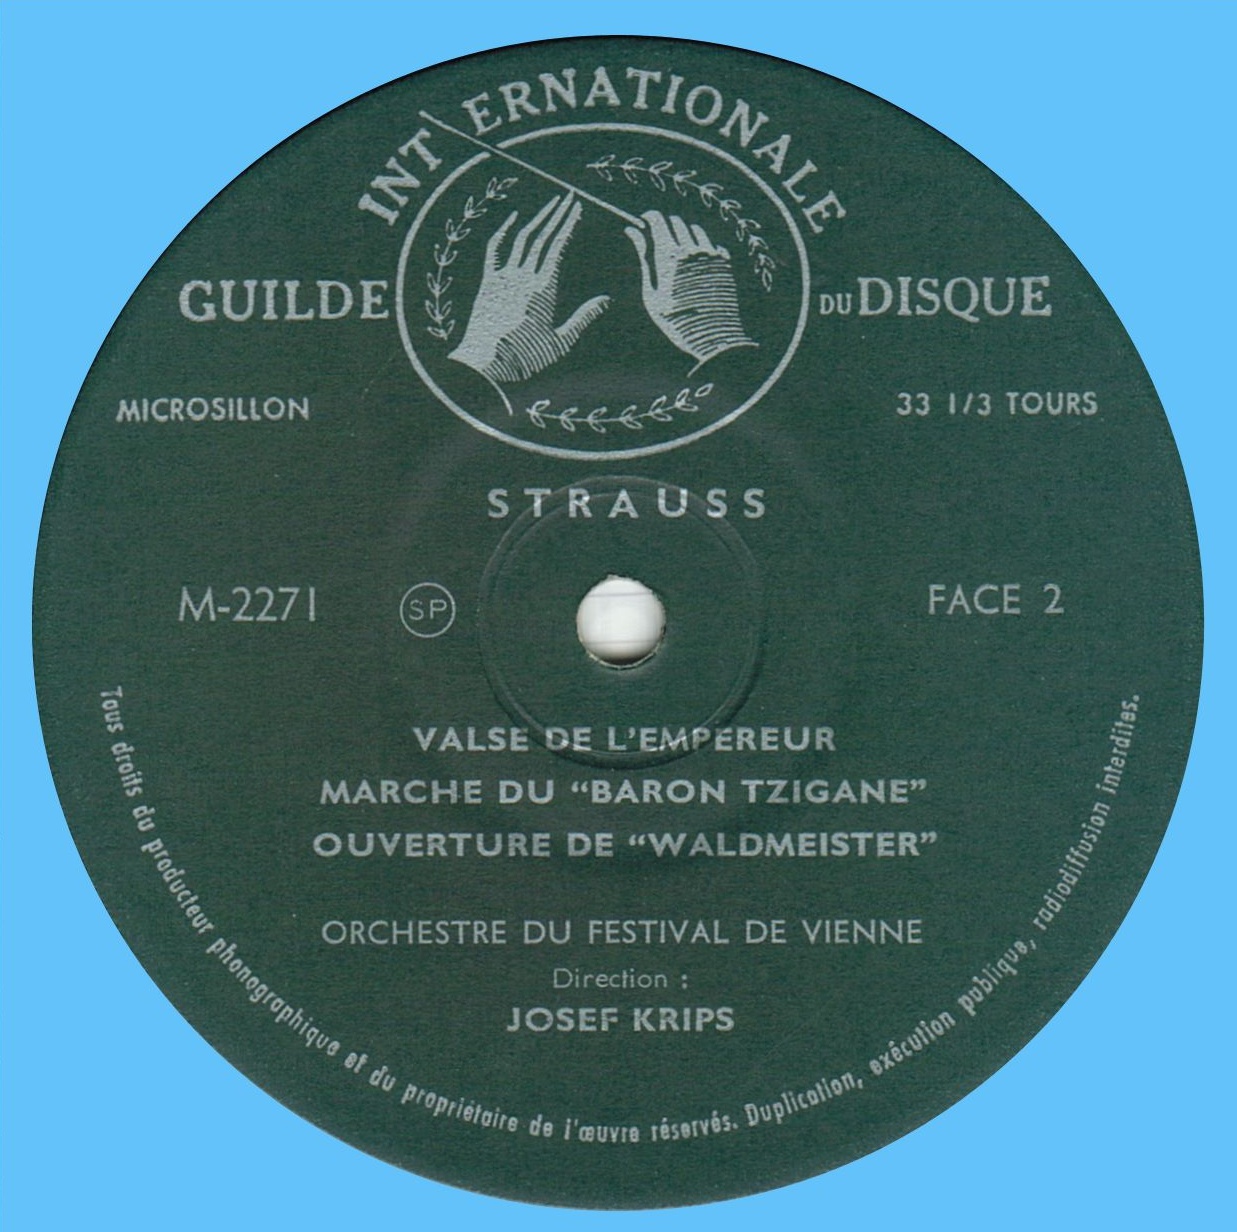 INTERNATIONALE
GUILDE DU DISQUE
MICROSILLON
33 1/3 TOURS
STRAUSS
M-2271
SP
FACE 2
VALSE DE L'EMPEREUR
MARCHE DU “BARON TZIGANE”
OUVERTURE DE “WALDMEISTER”
ORCHESTRE DU FESTIVAL DE VIENNE
Direction :
JOSEF KRIPS
Tous droits du producteur phonographique et du propriétaire de l'œuvre réservés. Duplication, exécution publique, radiodiffusion interdites.